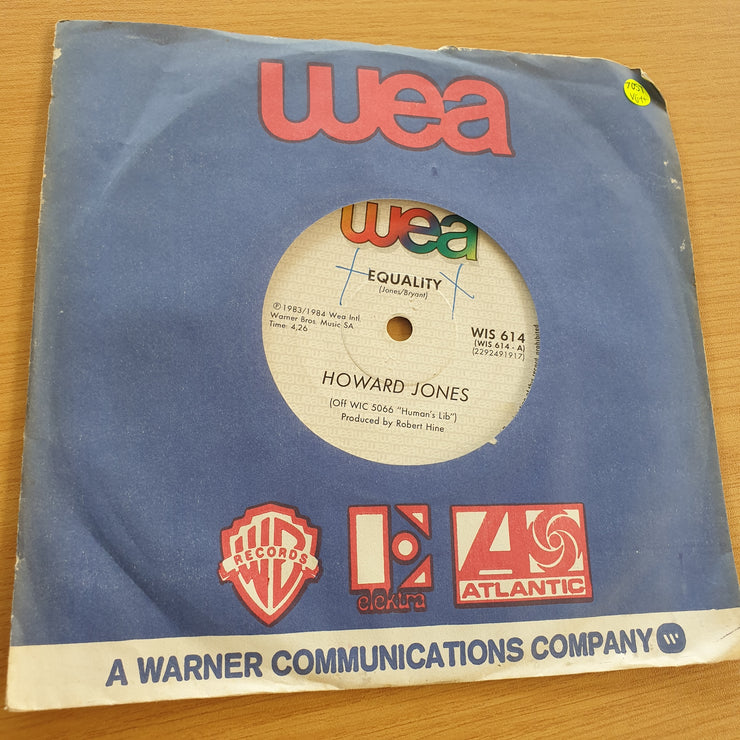 wea
VG++
wea
EQUALITY
(Jones/Bryant)
℗ 1983/1984 Wea Intl.
Warner Bros. Music SA
Time: 4,26
WIS 614
(WIS 614 - A)
(2292491917)
HOWARD JONES
(Off WIC 5066 "Human's Lib")
Produced by Robert Hine
prohibited
WB
RECORDS
E
elektra
A
ATLANTIC
A WARNER COMMUNICATIONS COMPANY